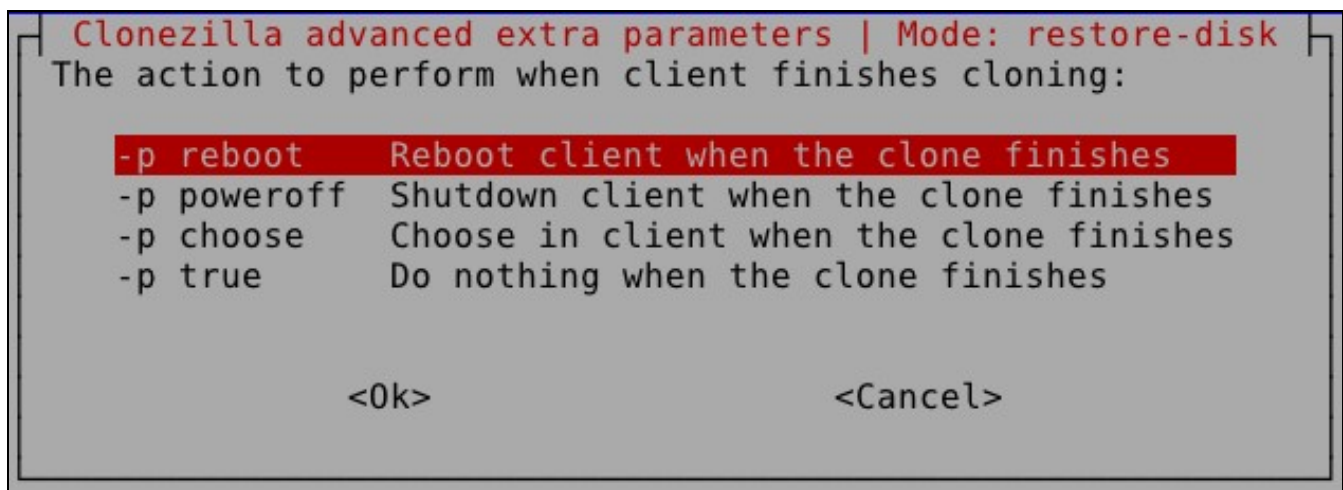 Clonezilla advanced extra parameters | Mode: restore-disk
The action to perform when client finishes cloning:
-p reboot Reboot client when the clone finishes
-p poweroff Shutdown client when the clone finishes
-p choose Choose in client when the clone finishes
-p true Do nothing when the clone finishes
<Ok> <Cancel>